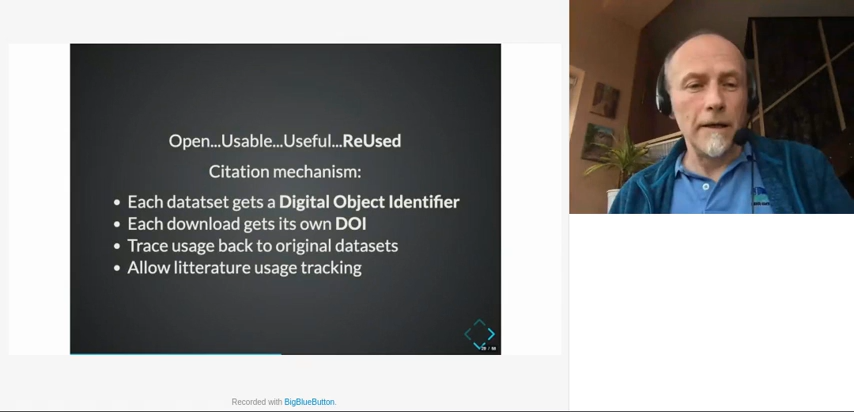 Open...Usable...Useful...ReUsed
Citation mechanism:
• Each datatset gets a Digital Object Identifier
• Each download gets its own DOI
• Trace usage back to original datasets
• Allow litterature usage tracking
Recorded with BigBlueButton.